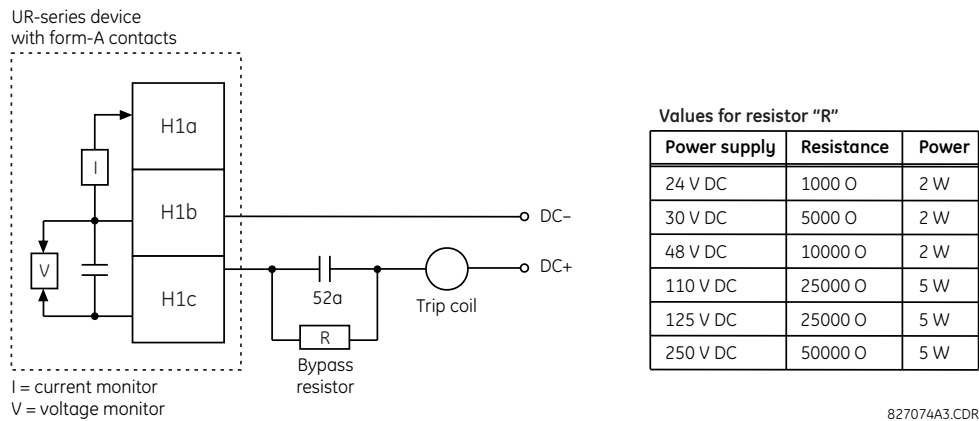 UR-series device
with form-A contacts
H1a
I
H1b
DC–
V
DC+
H1c
52a
Trip coil
R
Bypass
resistor
I = current monitor
V = voltage monitor
Values for resistor “R”
Power supply Resistance Power
24 V DC 1000 O 2 W
30 V DC 5000 O 2 W
48 V DC 10000 O 2 W
110 V DC 25000 O 5 W
125 V DC 25000 O 5 W
250 V DC 50000 O 5 W
827074A3.CDR